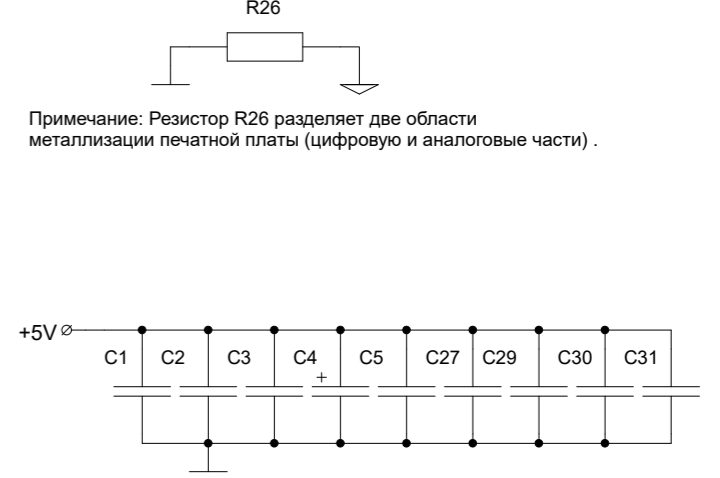 R26
Примечание: Резистор R26 разделяет две области
металлизации печатной платы (цифровую и аналоговые части) .
+5V
C1 C2 C3 C4 C5 C27 C29 C30 C31
+